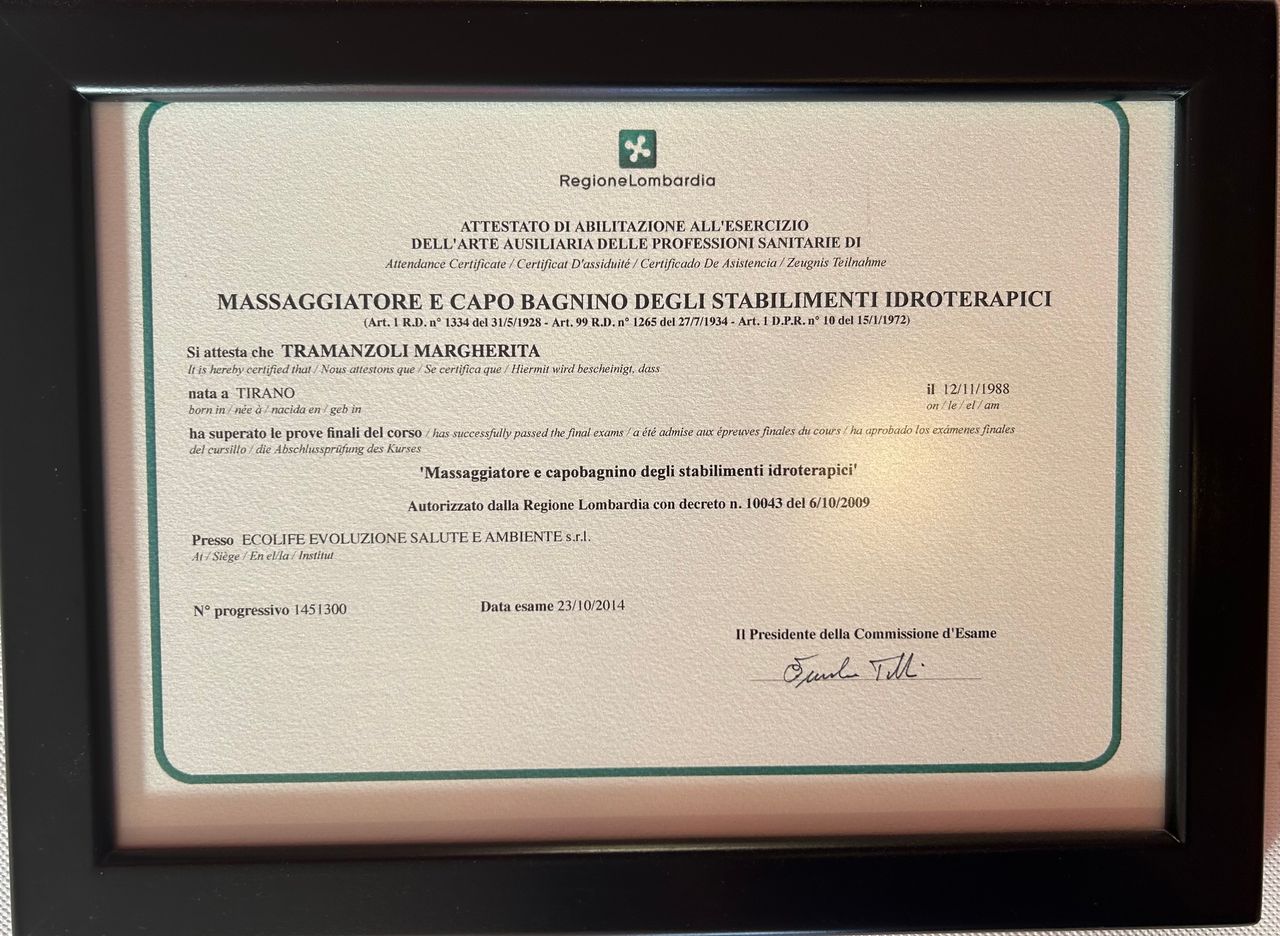 RegioneLombardia
ATTESTATO DI ABILITAZIONE ALL'ESERCIZIO
DELL'ARTE AUSILIARIA DELLE PROFESSIONI SANITARIE DI
Attendance Certificate / Certificat D'assiduité / Certificado De Asistencia / Zeugnis Teilnahme
MASSAGGIATORE E CAPO BAGNINO DEGLI STABILIMENTI IDROTERAPICI
(Art. 1 R.D. n° 1334 del 31/5/1928 - Art. 99 R.D. n° 1265 del 27/7/1934 - Art. 1 D.P.R. n° 10 del 15/1/1972)
Si attesta che TRAMANZOLI MARGHERITA
It is hereby certified that / Nous attestons que / Se certifica que / Hiermit wird bescheinigt, dass
nata a TIRANO il 12/11/1988
born in / née à / nacida en / geb in on / le / el / am
ha superato le prove finali del corso / has successfully passed the final exams / a été admise aux épreuves finales du cours / ha aprobado los exámenes finales
del cursillo / die Abschlussprüfung des Kurses
'Massaggiatore e capobagnino degli stabilimenti idroterapici'
Autorizzato dalla Regione Lombardia con decreto n. 10043 del 6/10/2009
Presso ECOLIFE EVOLUZIONE SALUTE E AMBIENTE s.r.l.
At / Siège / En el/la / Institut
N° progressivo 1451300 Data esame 23/10/2014
Il Presidente della Commissione d'Esame